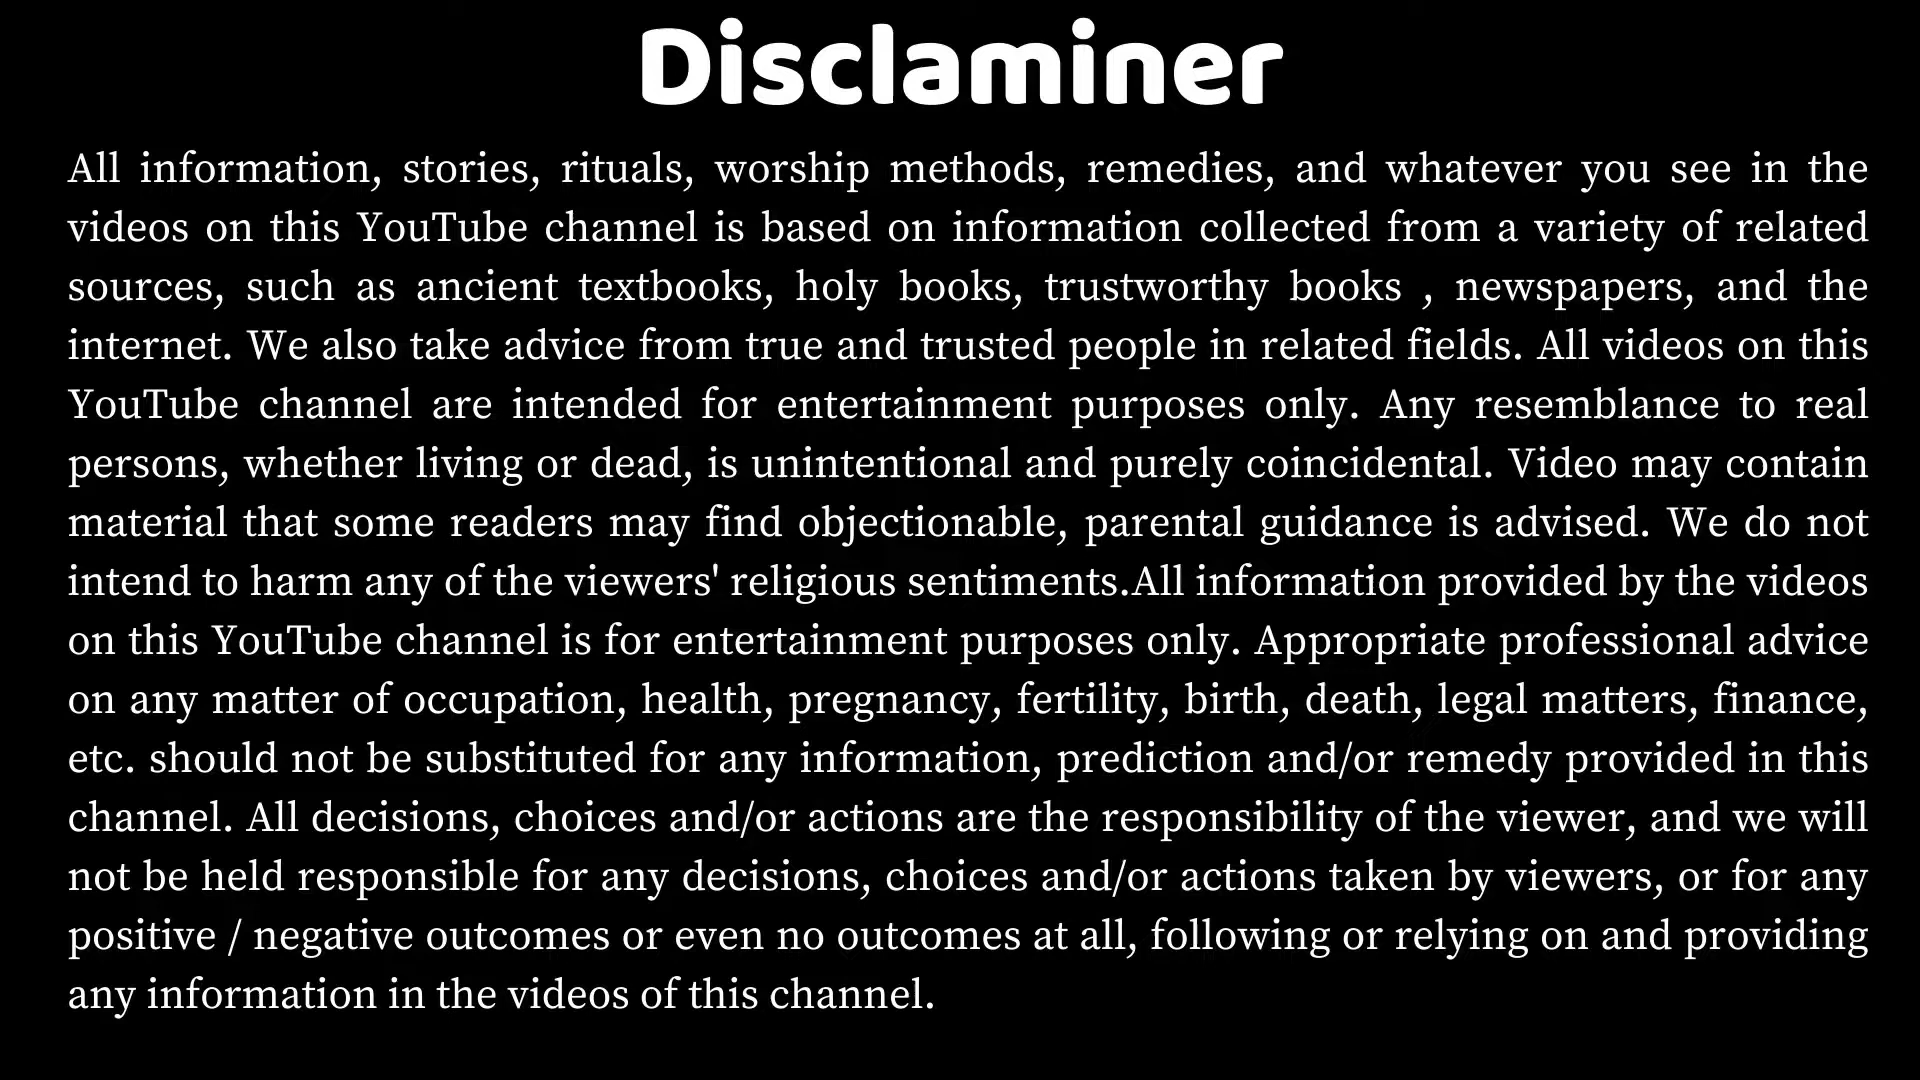 Disclaminer
All information, stories, rituals, worship methods, remedies, and whatever you see in the
videos on this YouTube channel is based on information collected from a variety of related
sources, such as ancient textbooks, holy books, trustworthy books , newspapers, and the
internet. We also take advice from true and trusted people in related fields. All videos on this
YouTube channel are intended for entertainment purposes only. Any resemblance to real
persons, whether living or dead, is unintentional and purely coincidental. Video may contain
material that some readers may find objectionable, parental guidance is advised. We do not
intend to harm any of the viewers' religious sentiments.All information provided by the videos
on this YouTube channel is for entertainment purposes only. Appropriate professional advice
on any matter of occupation, health, pregnancy, fertility, birth, death, legal matters, finance,
etc. should not be substituted for any information, prediction and/or remedy provided in this
channel. All decisions, choices and/or actions are the responsibility of the viewer, and we will
not be held responsible for any decisions, choices and/or actions taken by viewers, or for any
positive / negative outcomes or even no outcomes at all, following or relying on and providing
any information in the videos of this channel.